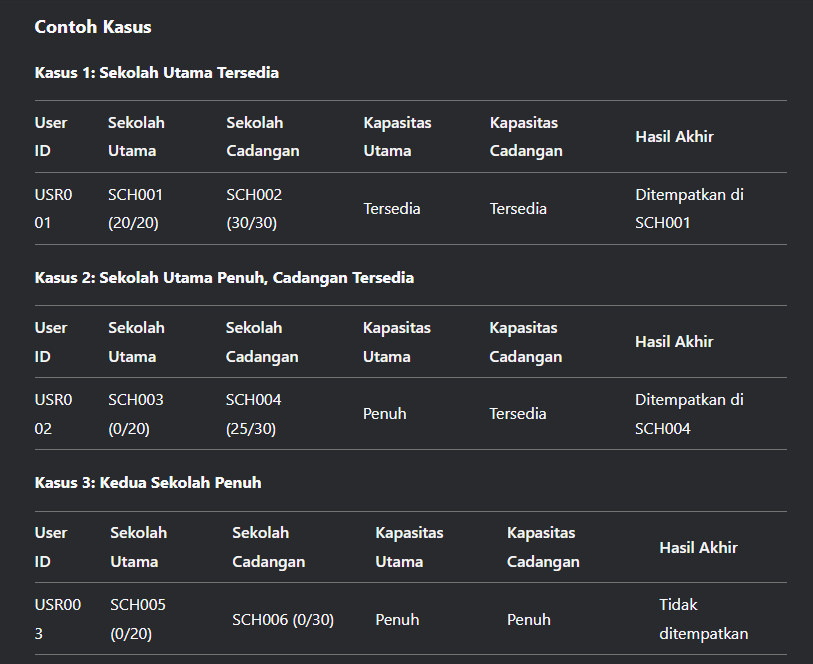 Contoh Kasus
Kasus 1: Sekolah Utama Tersedia
User ID Sekolah Utama Sekolah Cadangan Kapasitas Utama Kapasitas Cadangan Hasil Akhir
USR001 SCH001 (20/20) SCH002 (30/30) Tersedia Tersedia Ditempatkan di SCH001
Kasus 2: Sekolah Utama Penuh, Cadangan Tersedia
User ID Sekolah Utama Sekolah Cadangan Kapasitas Utama Kapasitas Cadangan Hasil Akhir
USR002 SCH003 (0/20) SCH004 (25/30) Penuh Tersedia Ditempatkan di SCH004
Kasus 3: Kedua Sekolah Penuh
User ID Sekolah Utama Sekolah Cadangan Kapasitas Utama Kapasitas Cadangan Hasil Akhir
USR003 SCH005 (0/20) SCH006 (0/30) Penuh Penuh Tidak ditempatkan